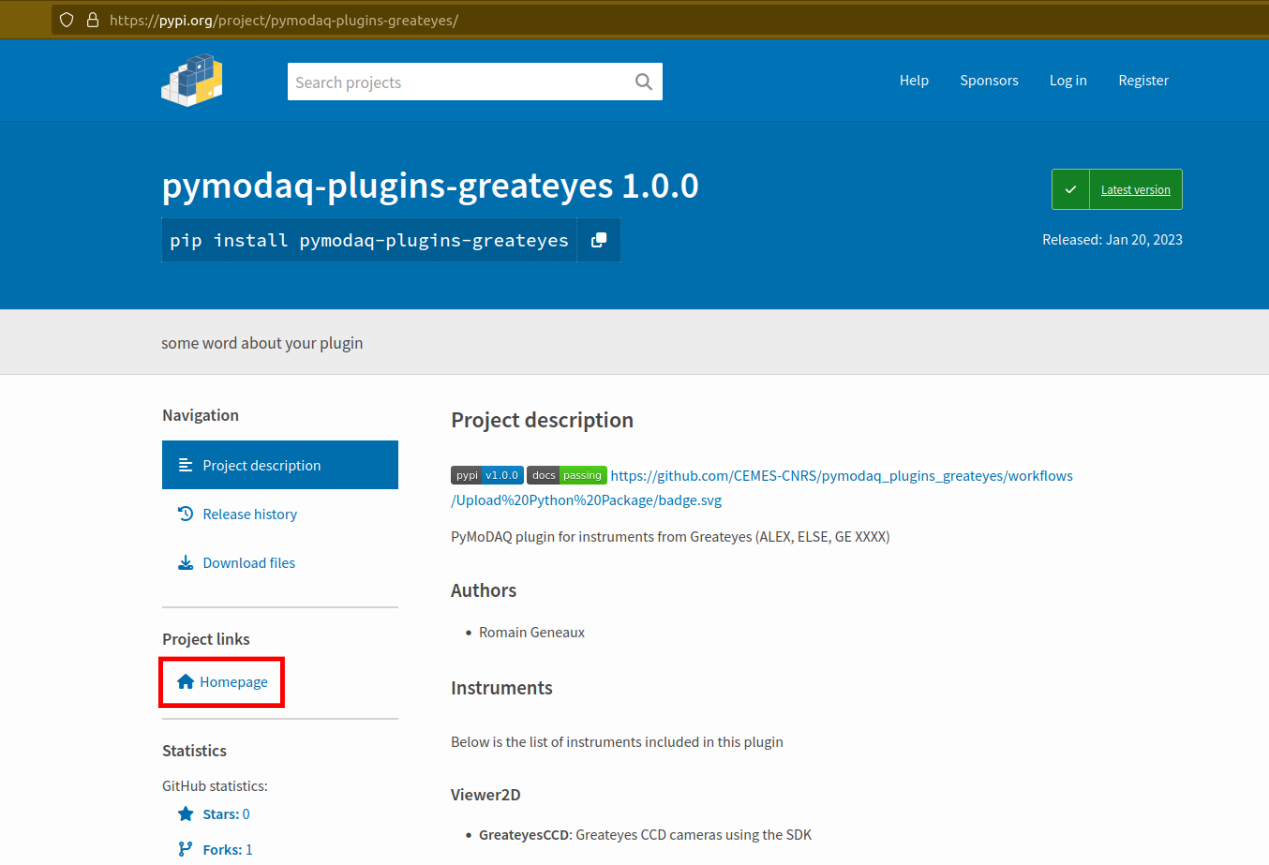 https://pypi.org/project/pymodaq-plugins-greateyes/
Search projects
Help
Sponsors
Log in
Register
pymodaq-plugins-greateyes 1.0.0
pip install pymodaq-plugins-greateyes
Latest version
Released: Jan 20, 2023
some word about your plugin
Navigation
Project description
Release history
Download files
Project links
Homepage
Statistics
GitHub statistics:
Stars: 0
Forks: 1
Project description
pypi v1.0.0 docs passing https://github.com/CEMES-CNRS/pymodaq_plugins_greateyes/workflows
/Upload%20Python%20Package/badge.svg
PyMoDAQ plugin for instruments from Greateyes (ALEX, ELSE, GE XXXX)
Authors
• Romain Geneaux
Instruments
Below is the list of instruments included in this plugin
Viewer2D
• GreateyesCCD: Greateyes CCD cameras using the SDK